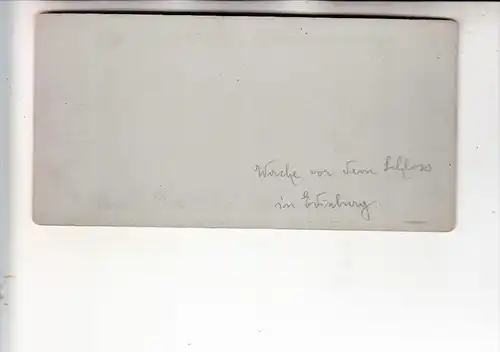 Wache vor dem Schloss
in Edinburg